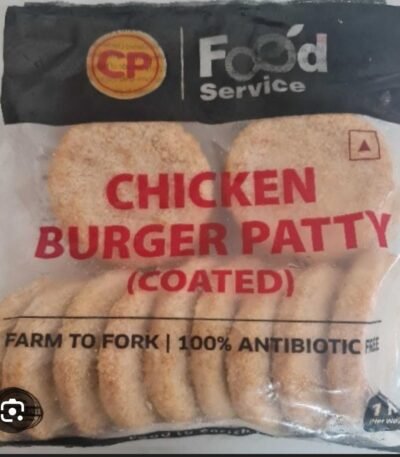 CP
Food
Service
CHICKEN
BURGER PATTY
(COATED)
FARM TO FORK | 100% ANTIBIOTIC FREE